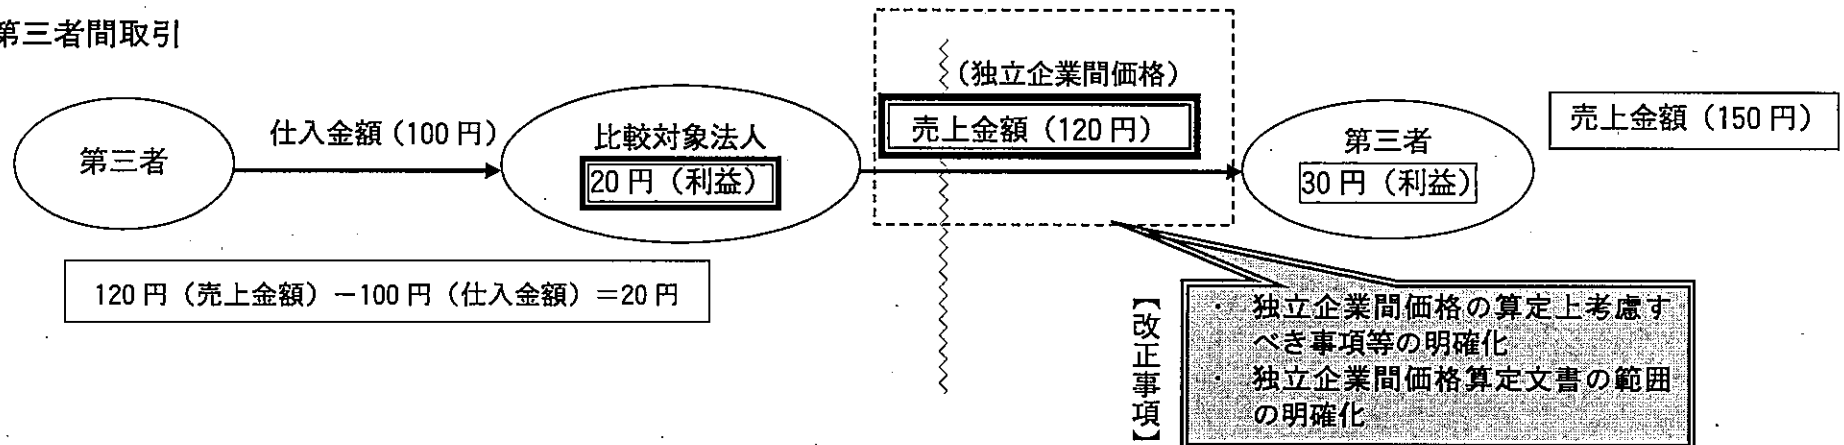 第三者間取引
(独立企業間価格)
仕入金額(100円)
売上金額(120円)
売上金額(150円)
第三者
比較対象法人
20円(利益)
第三者
30円(利益)
120円(売上金額)-100円(仕入金額)=20円
【改正事項】
・ 独立企業間価格の算定上考慮す
べき事項等の明確化
・ 独立企業間価格算定文書の範囲
の明確化